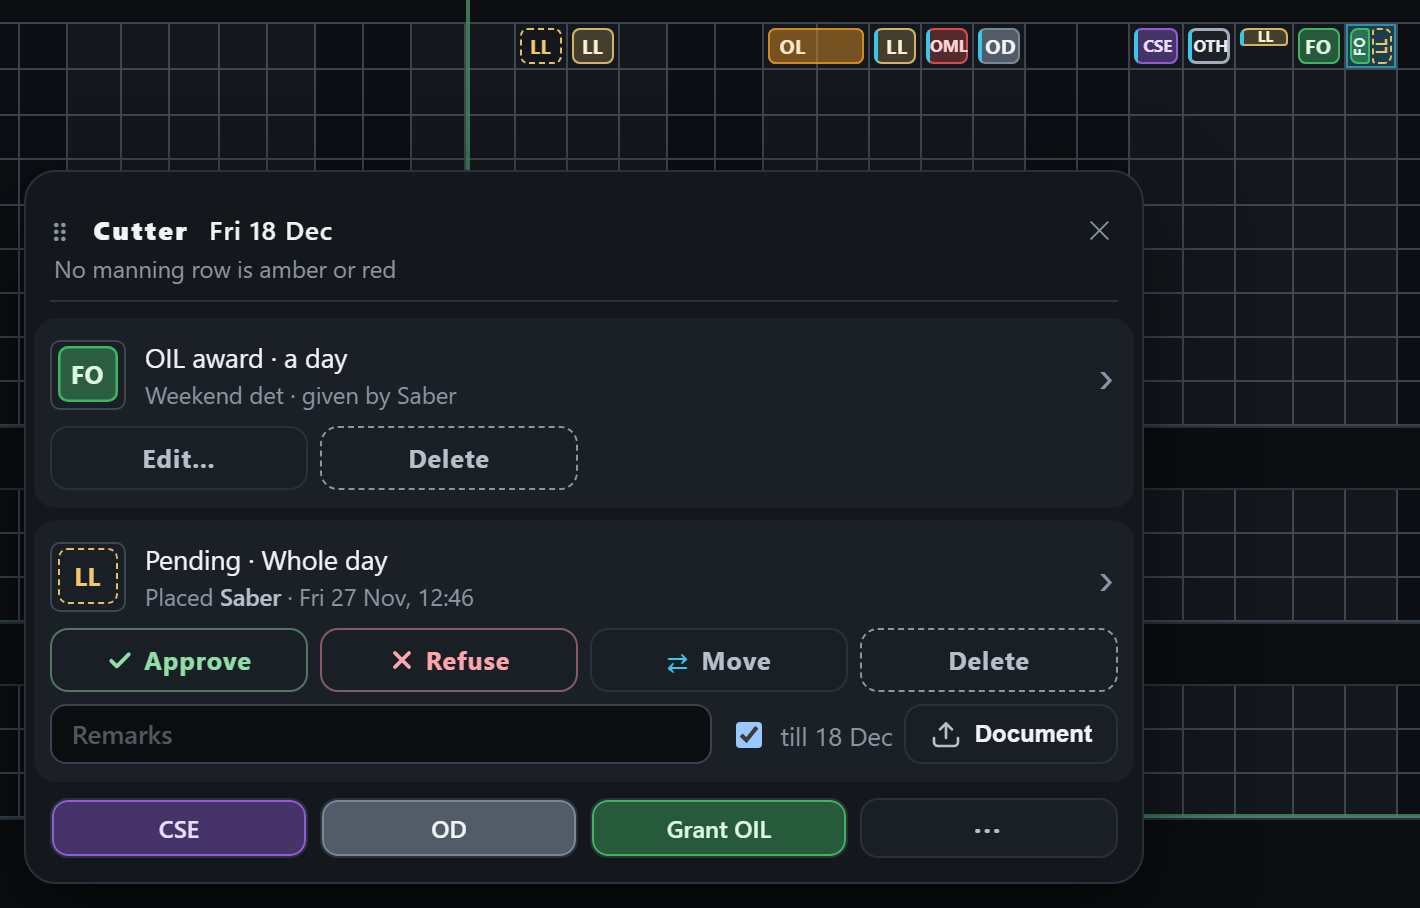 LL LL OL LL OML OD CSE OTH LL FO FO LL
Cutter Fri 18 Dec
No manning row is amber or red
FO
OIL award · a day
Weekend det · given by Saber
Edit...
Delete
LL
Pending · Whole day
Placed Saber · Fri 27 Nov, 12:46
Approve
Refuse
Move
Delete
Remarks
till 18 Dec
Document
CSE
OD
Grant OIL
...